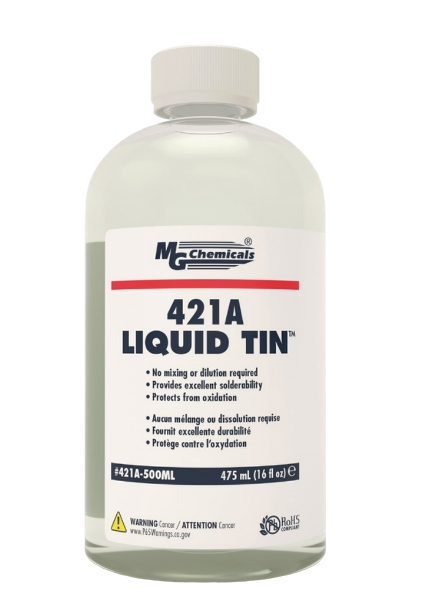 MG Chemicals®
421A
LIQUID TIN™
• No mixing or dilution required
• Provides excellent solderability
• Protects from oxidation
• Aucun mélange ou dissolution requise
• Fournit excellente durabilité
• Protège contre l'oxydation
#421A-500ML 475 mL (16 fl oz) ℮
WARNING Cancer / ATTENTION Cancer
www.P65Warnings.ca.gov
Pb RoHS
COMPLIANT